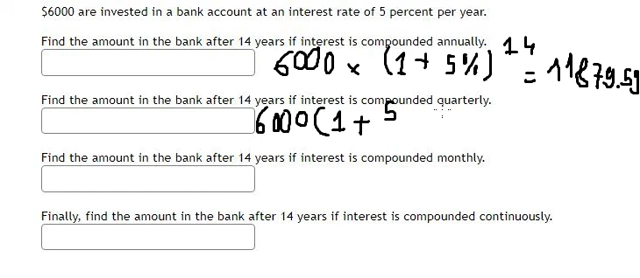 $6000 are invested in a bank account at an interest rate of 5 percent per year.
Find the amount in the bank after 14 years if interest is compounded annually.
6000 × (1 + 5%)^14 = 11879.59
Find the amount in the bank after 14 years if interest is compounded quarterly.
6000(1 + 5
Find the amount in the bank after 14 years if interest is compounded monthly.
Finally, find the amount in the bank after 14 years if interest is compounded continuously.